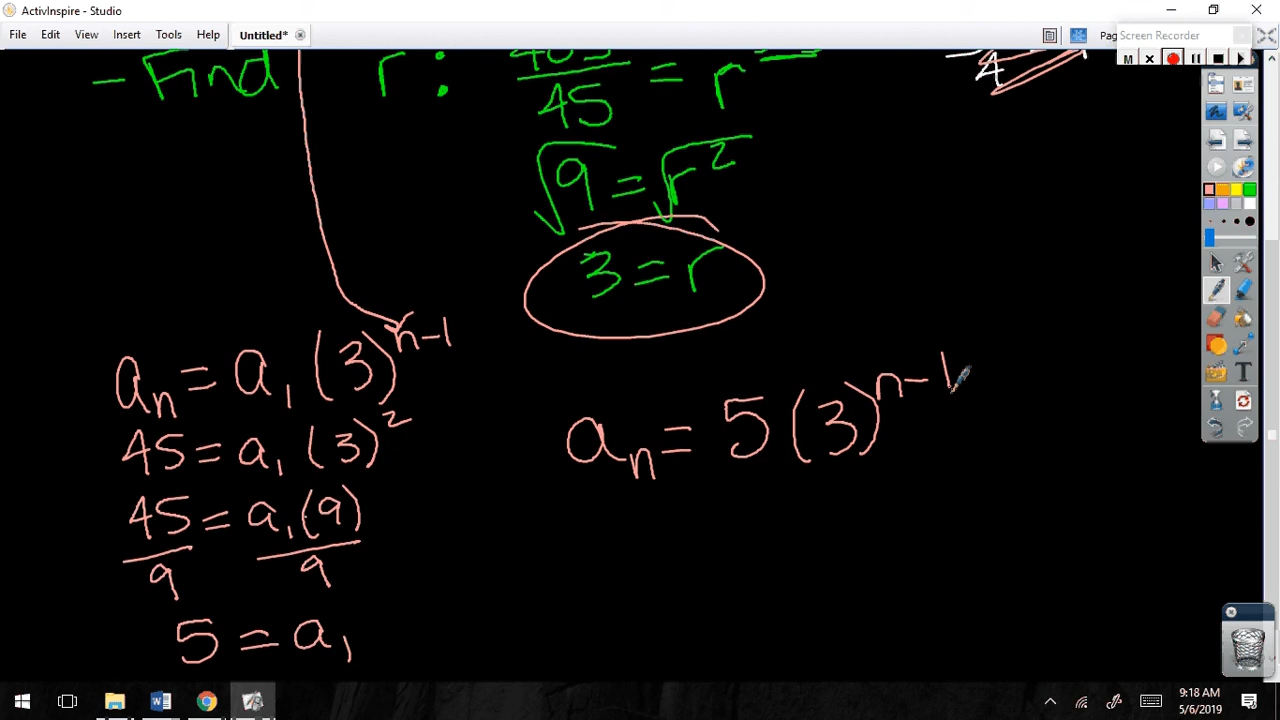 ActivInspire - Studio
File Edit View Insert Tools Help Untitled* Pag Screen Recorder
- Find r : 405/45 = r
√9 = √r²
3 = r
aₙ = a₁ (3)ⁿ⁻¹
45 = a₁ (3)²
45 = a₁ (9)
9 9
5 = a₁
aₙ = 5 (3)ⁿ⁻¹
9:18 AM
5/6/2019